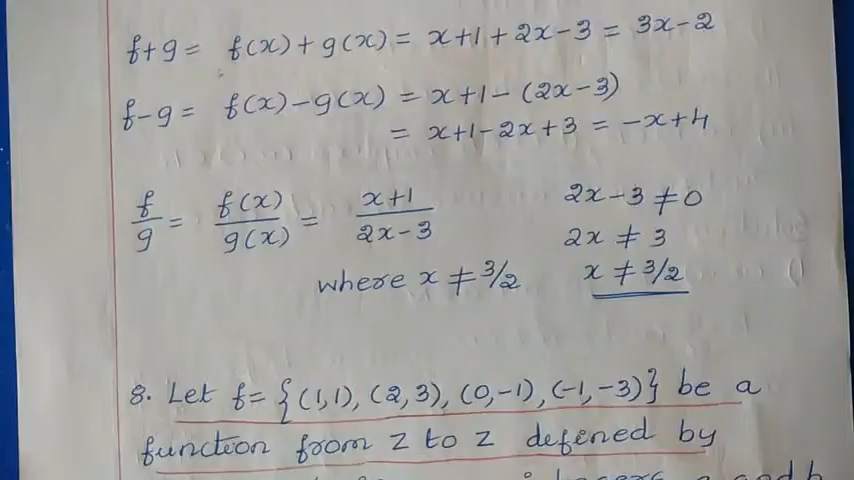 f+g = f(x)+g(x) = x+1+2x-3 = 3x-2
f-g = f(x)-g(x) = x+1-(2x-3)
= x+1-2x+3 = -x+4
f/g = f(x)/g(x) = x+1/2x-3 2x-3≠0
2x ≠ 3
where x ≠ 3/2 x ≠ 3/2
8. Let f= {(1,1), (2,3), (0,-1), (-1,-3)} be a
function from Z to Z defened by
and b